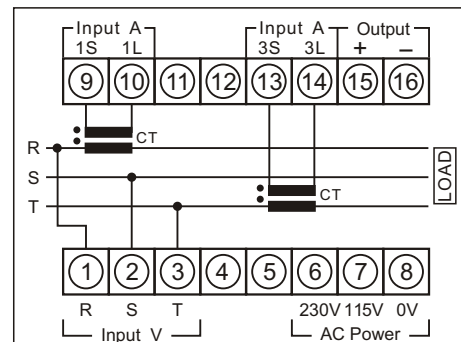 Input A Input A Output
1S 1L 3S 3L + –
9 10 11 12 13 14 15 16
CT
R
S
T
CT
LOAD
1 2 3 4 5 6 7 8
R S T 230V 115V 0V
Input V AC Power